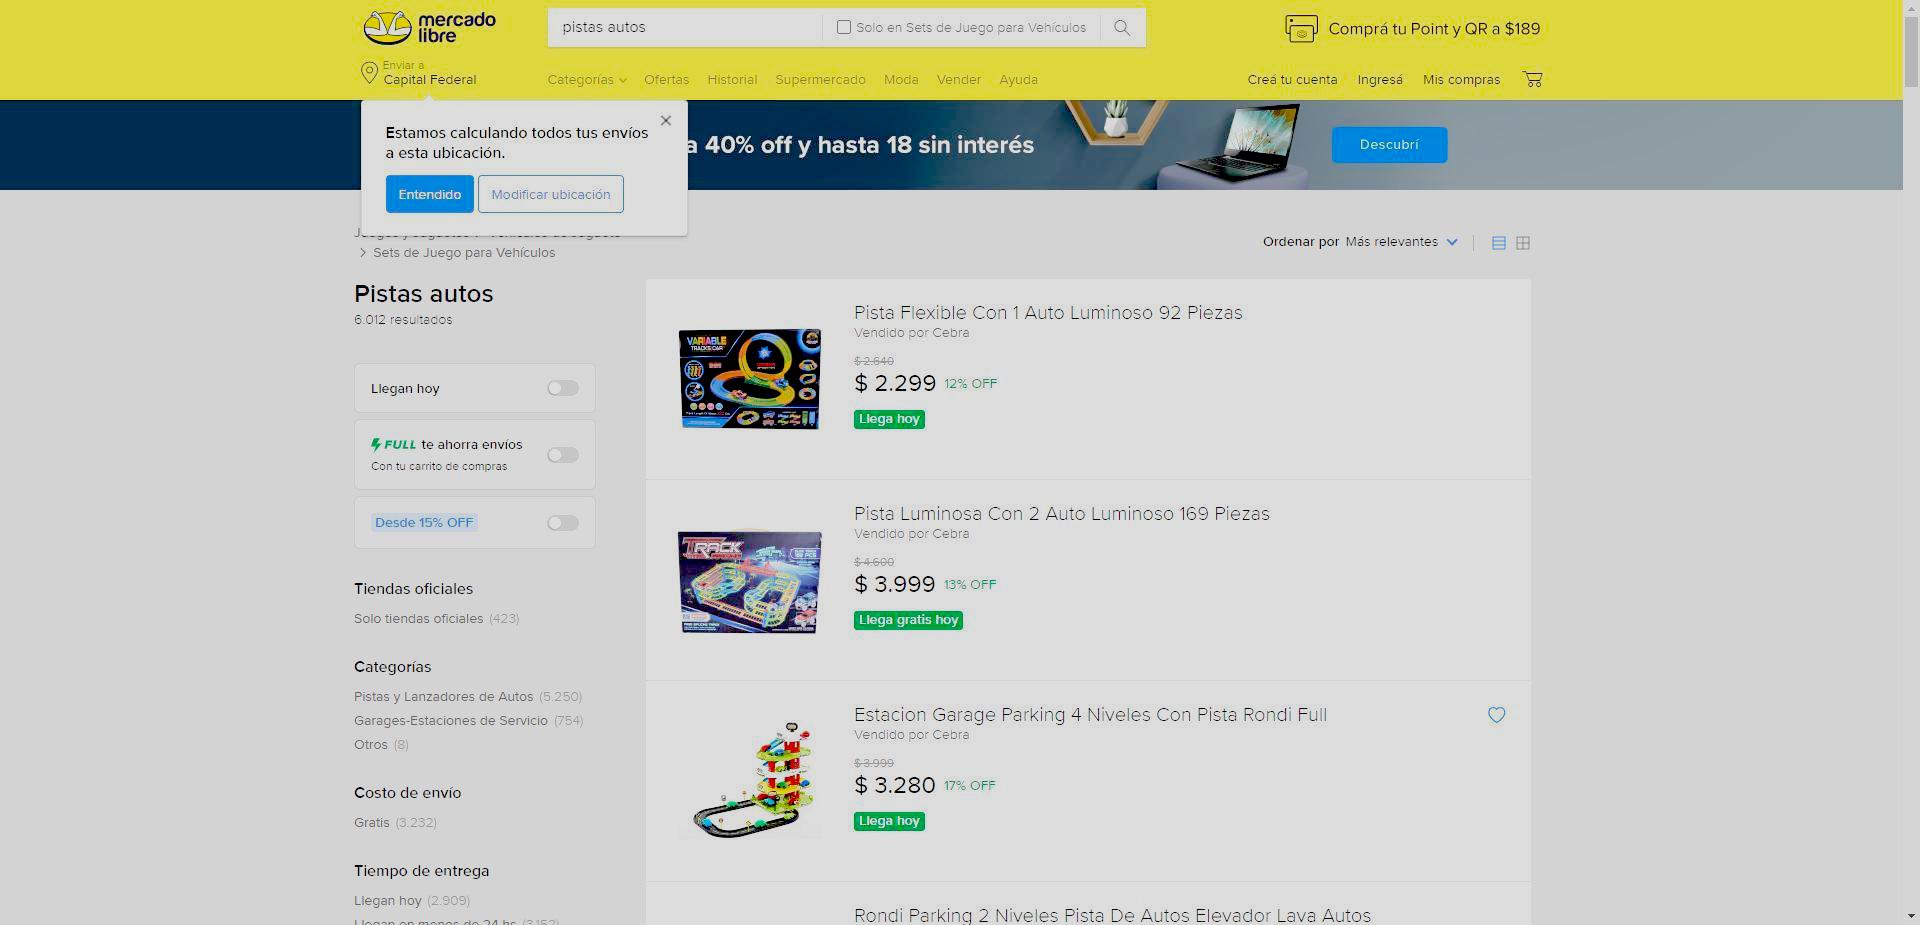 mercado
libre
pistas autos
Solo en Sets de Juego para Vehículos
Comprá tu Point y QR a $189
Enviar a
Capital Federal
Categorías
Ofertas
Historial
Supermercado
Moda
Vender
Ayuda
Creá tu cuenta
Ingresá
Mis compras
Estamos calculando todos tus envíos
a esta ubicación.
Entendido
Modificar ubicación
a 40% off y hasta 18 sin interés
Descubrí
Sets de Juego para Vehículos
Ordenar por Más relevantes
Pistas autos
6.012 resultados
Llegan hoy
FULL te ahorra envíos
Con tu carrito de compras
Desde 15% OFF
Tiendas oficiales
Solo tiendas oficiales (423)
Categorías
Pistas y Lanzadores de Autos (5.250)
Garages-Estaciones de Servicio (754)
Otros (8)
Costo de envío
Gratis (3.232)
Tiempo de entrega
Llegan hoy (2.909)
Llegan en menos de 24 hs (3.152)
VARIABLE
TRACKS CAR
Pista Flexible Con 1 Auto Luminoso 92 Piezas
Vendido por Cebra
$ 2.640
$ 2.299 12% OFF
Llega hoy
TRACK
Pista Luminosa Con 2 Auto Luminoso 169 Piezas
Vendido por Cebra
$ 4.600
$ 3.999 13% OFF
Llega gratis hoy
Estacion Garage Parking 4 Niveles Con Pista Rondi Full
Vendido por Cebra
$ 3.999
$ 3.280 17% OFF
Llega hoy
Rondi Parking 2 Niveles Pista De Autos Elevador Lava Autos